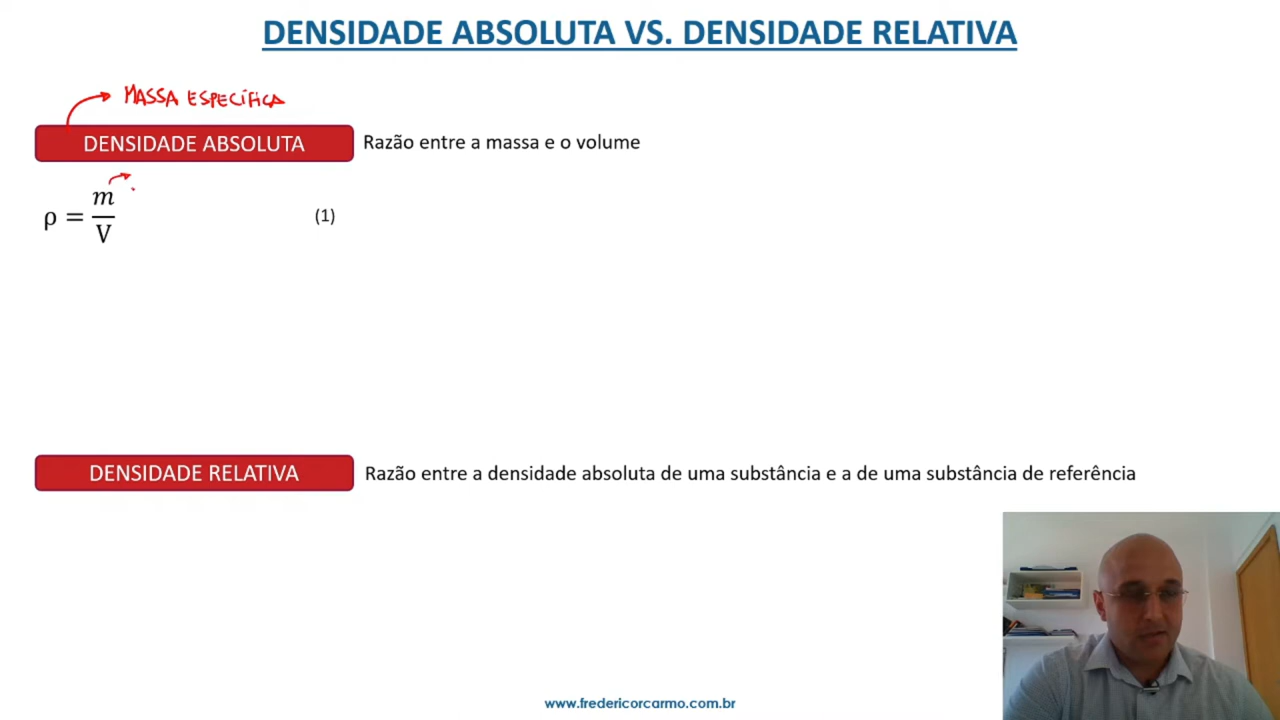 DENSIDADE ABSOLUTA VS. DENSIDADE RELATIVA
MASSA ESPECÍFICA
DENSIDADE ABSOLUTA Razão entre a massa e o volume
ρ = m/V (1)
DENSIDADE RELATIVA Razão entre a densidade absoluta de uma substância e a de uma substância de referência
www.fredericorcarmo.com.br